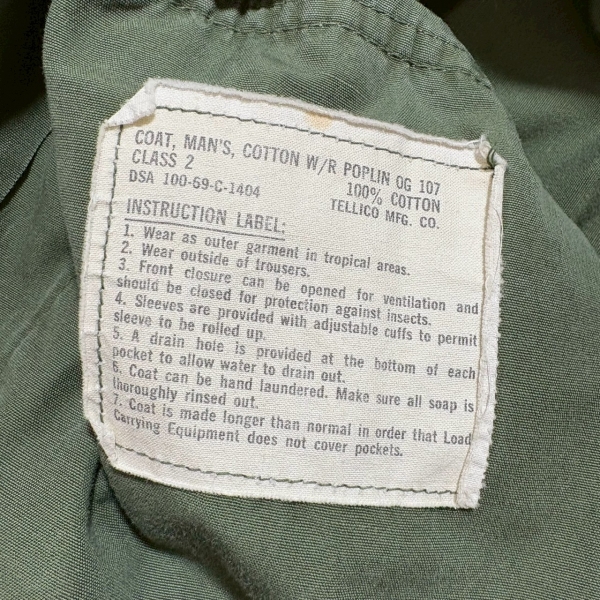 COAT, MAN'S, COTTON W/R POPLIN OG 107
CLASS 2
100% COTTON
DSA 100-69-C-1404
TELLICO MFG. CO.
INSTRUCTION LABEL:
1. Wear as outer garment in tropical areas.
2. Wear outside of trousers.
3. Front closure can be opened for ventilation and
should be closed for protection against insects.
4. Sleeves are provided with adjustable cuffs to permit
sleeve to be rolled up.
5. A drain hole is provided at the bottom of each
pocket to allow water to drain out.
6. Coat can be hand laundered. Make sure all soap is
thoroughly rinsed out.
7. Coat is made longer than normal in order that Load
Carrying Equipment does not cover pockets.